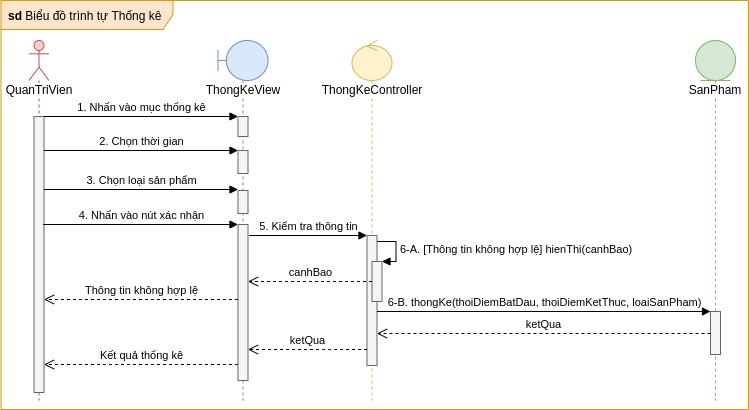 sd Biểu đồ trình tự Thống kê
QuanTriVien
ThongKeView
ThongKeController
SanPham
1. Nhấn vào mục thống kê
2. Chọn thời gian
3. Chọn loại sản phẩm
4. Nhấn vào nút xác nhận
5. Kiểm tra thông tin
6-A. [Thông tin không hợp lệ] hienThi(canhBao)
canhBao
Thông tin không hợp lệ
6-B. thongKe(thoiDiemBatDau, thoiDiemKetThuc, loaiSanPham)
ketQua
ketQua
Kết quả thống kê